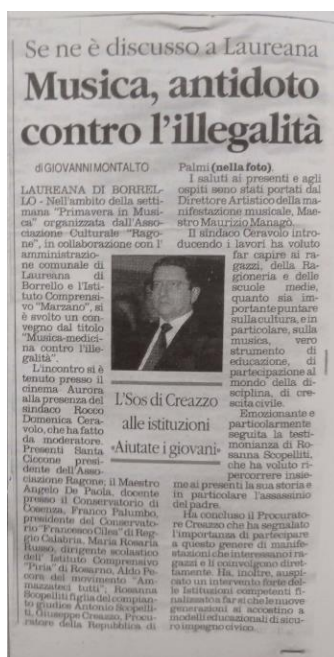 Se ne è discusso a Laureana
Musica, antidoto
contro l'illegalità
di GIOVANNI MONTALTO
LAUREANA DI BORREL-
LO - Nell'ambito della setti-
mana "Primavera in Musi-
ca" organizzata dall'Asso-
ciazione Culturale "Rago-
ne", in collaborazione con l'
amministrazio-
ne comunale di
Laureana di
Borrello e l'Isti-
tuto Comprensi-
vo "Marzano", si
è svolto un con-
vegno dal titolo
"Musica-medici-
na contro l'ille-
galità".
L'incontro si è
tenuto presso il
cinema Aurora
alla presenza del
sindaco Rocco
Domenica Cera-
volo, che ha fatto
da moderatore.
Presenti Santa
Ciccone presi-
dente dell'Asso-
ciazione Ragone; il Maestro
Angelo De Paola, docente
presso il Conservatorio di
Cosenza, Franco Palumbo,
presidente del Conservato-
rio "Francesco Cilea" di Reg-
gio Calabria, Maria Rosaria
Russo, dirigente scolastico
dell' Istituto Comprensivo
"Piria" di Rosarno, Aldo Pe-
cora del movimento "Am-
mazzateci tutti"; Rosanna
Scopelliti figlia del compian-
to giudice Antonio Scopelli-
ti, Giuseppe Creazzo, Procu-
ratore della Repubblica di
L'Sos di Creazzo
alle istituzioni
«Aiutate i giovani»
Palmi (nella foto).
I saluti ai presenti e agli
ospiti sono stati portati dal
Direttore Artistico della ma-
nifestazione musicale, Mae-
stro Maurizio Managò.
Il sindaco Ceravolo intro-
ducendo i lavori ha voluto
far capire ai ra-
gazzi, della Ra-
gioneria e delle
scuole medie,
quanto sia im-
portante puntare
sulla cultura, e in
particolare, sulla
musica, vero
strumento di
educazione, di
partecipazione al
mondo della di-
sciplina, di cre-
scita civile.
Emozionante e
particolarmente
seguita la testi-
monianza di Ro-
sanna Scopelliti,
che ha voluto ri-
percorrere insie-
me ai presenti la sua storia e
in particolare l'assassinio
del padre.
Ha concluso il Procurato-
re Creazzo che ha segnalato
l'importanza di partecipare
a questo genere di manife-
stazioni che interessano ra-
gazzi e li coinvolgono diret-
tamente. Ha, inoltre, auspi-
cato un intervento forte del-
le Istituzioni competenti fi-
nalizzato a far sì che le nuove
generazioni si accostino a
modelli educazionali di sicu-
ro impegno civico.